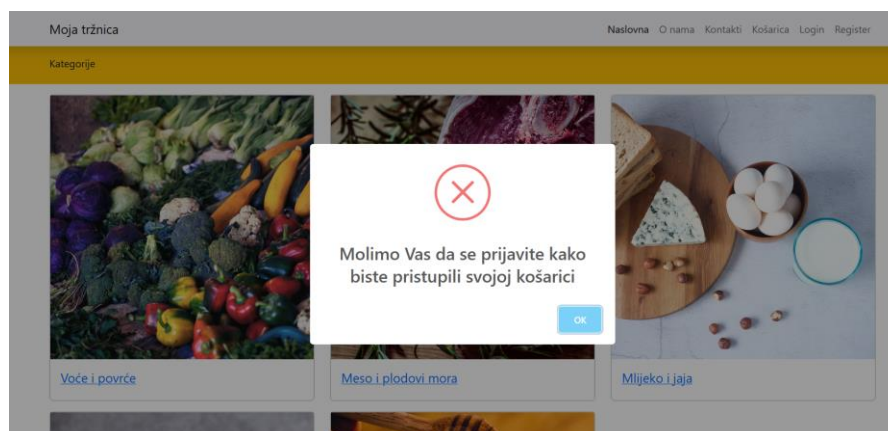 Moja tržnica
Naslovna O nama Kontakti Košarica Login Register
Kategorije
Molimo Vas da se prijavite kako
biste pristupili svojoj košarici
OK
Voće i povrće
Meso i plodovi mora
Mlijeko i jaja